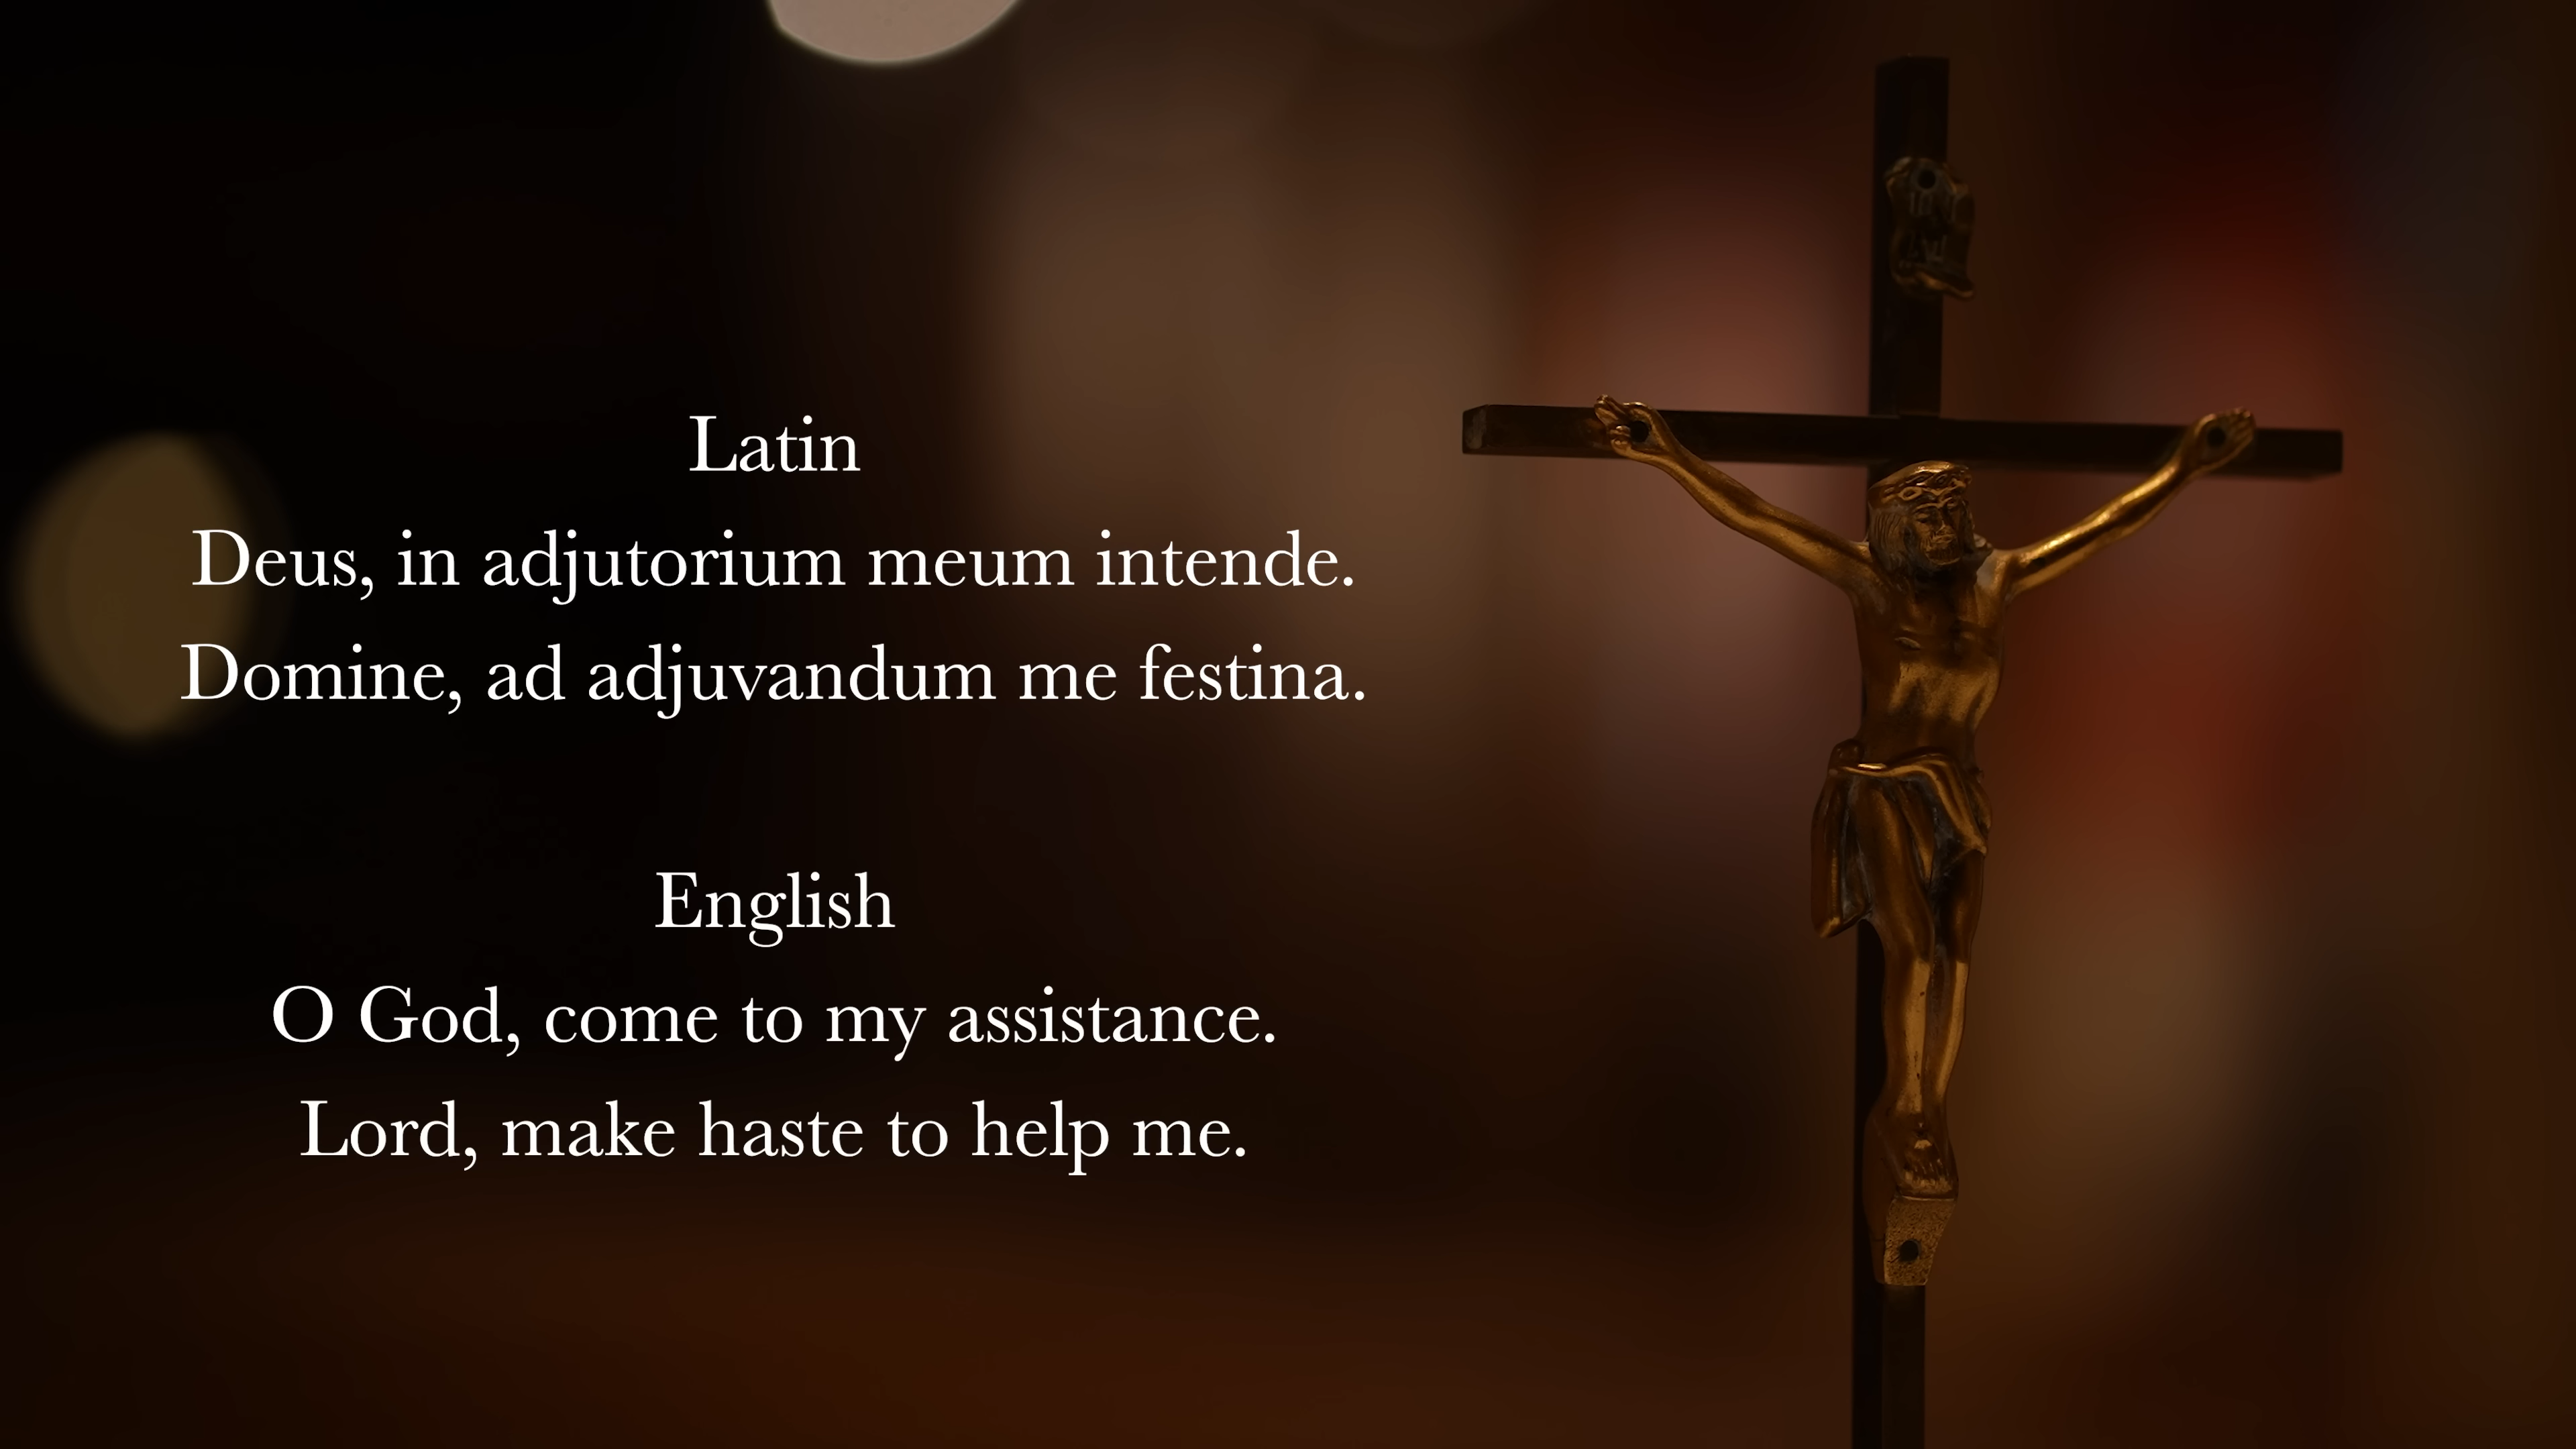 Latin
Deus, in adjutorium meum intende.
Domine, ad adjuvandum me festina.
English
O God, come to my assistance.
Lord, make haste to help me.